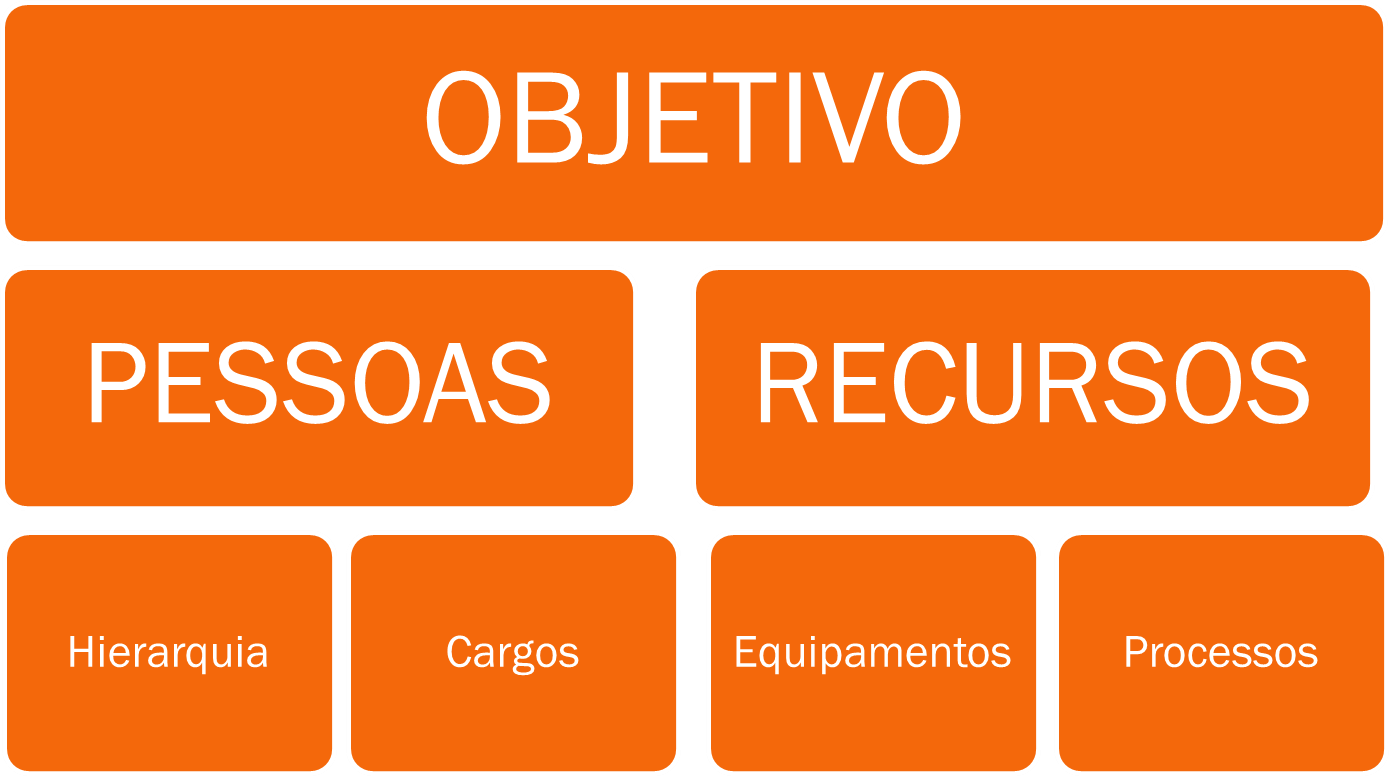 OBJETIVO
PESSOAS
RECURSOS
Hierarquia
Cargos
Equipamentos
Processos